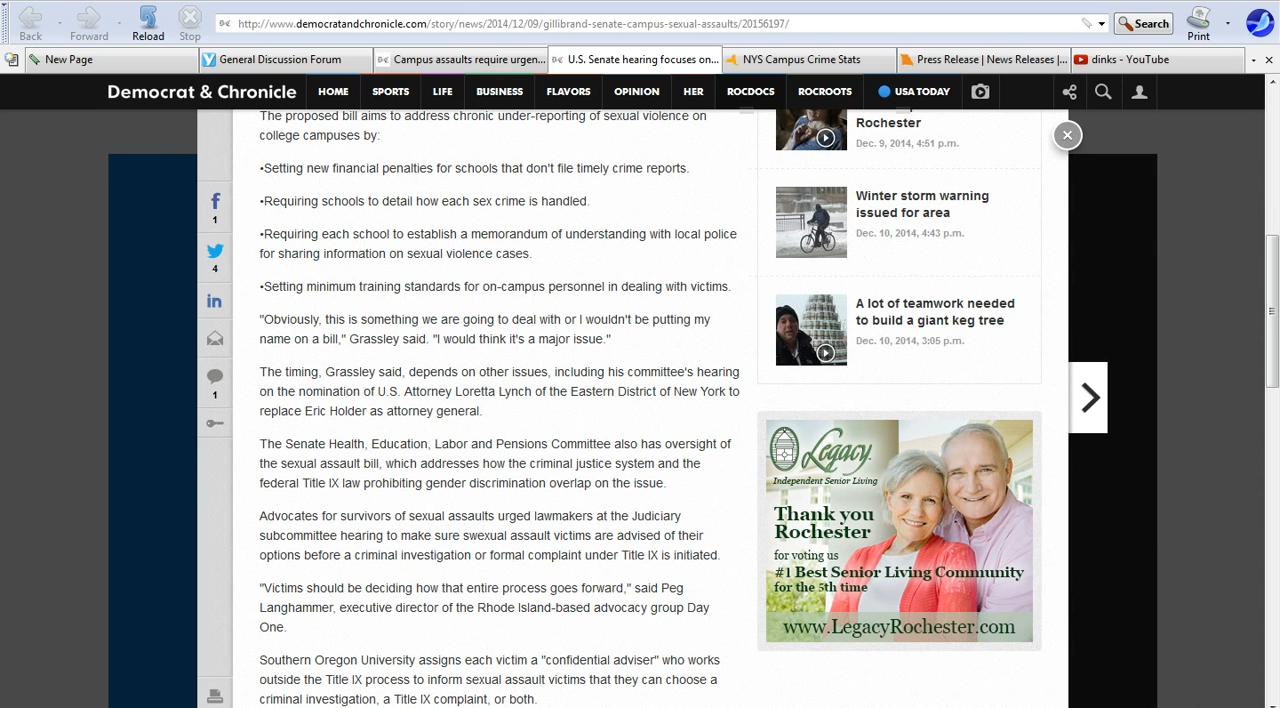 Back
Forward
Reload
Stop
http://www.democratandchronicle.com/story/news/2014/12/09/gillibrand-senate-campus-sexual-assaults/20156197/
Search
Print
New Page
General Discussion Forum
Campus assaults require urgen...
U.S. Senate hearing focuses on...
NYS Campus Crime Stats
Press Release | News Releases |...
dinks - YouTube
Democrat & Chronicle
HOME
SPORTS
LIFE
BUSINESS
FLAVORS
OPINION
HER
ROCDOCS
ROCROOTS
USA TODAY
The proposed bill aims to address chronic under-reporting of sexual violence on
college campuses by:
•Setting new financial penalties for schools that don't file timely crime reports.
•Requiring schools to detail how each sex crime is handled.
•Requiring each school to establish a memorandum of understanding with local police
for sharing information on sexual violence cases.
•Setting minimum training standards for on-campus personnel in dealing with victims.
"Obviously, this is something we are going to deal with or I wouldn't be putting my
name on a bill," Grassley said. "I would think it's a major issue."
The timing, Grassley said, depends on other issues, including his committee's hearing
on the nomination of U.S. Attorney Loretta Lynch of the Eastern District of New York to
replace Eric Holder as attorney general.
The Senate Health, Education, Labor and Pensions Committee also has oversight of
the sexual assault bill, which addresses how the criminal justice system and the
federal Title IX law prohibiting gender discrimination overlap on the issue.
Advocates for survivors of sexual assaults urged lawmakers at the Judiciary
subcommittee hearing to make sure swexual assault victims are advised of their
options before a criminal investigation or formal complaint under Title IX is initiated.
"Victims should be deciding how that entire process goes forward," said Peg
Langhammer, executive director of the Rhode Island-based advocacy group Day
One.
Southern Oregon University assigns each victim a "confidential adviser" who works
outside the Title IX process to inform sexual assault victims that they can choose a
criminal investigation, a Title IX complaint, or both.
1
4
1
Rochester
Dec. 9, 2014, 4:51 p.m.
Winter storm warning
issued for area
Dec. 10, 2014, 4:43 p.m.
A lot of teamwork needed
to build a giant keg tree
Dec. 10, 2014, 3:05 p.m.
Legacy
Independent Senior Living
Thank you
Rochester
for voting us
#1 Best Senior Living Community
for the 5th time
www.LegacyRochester.com